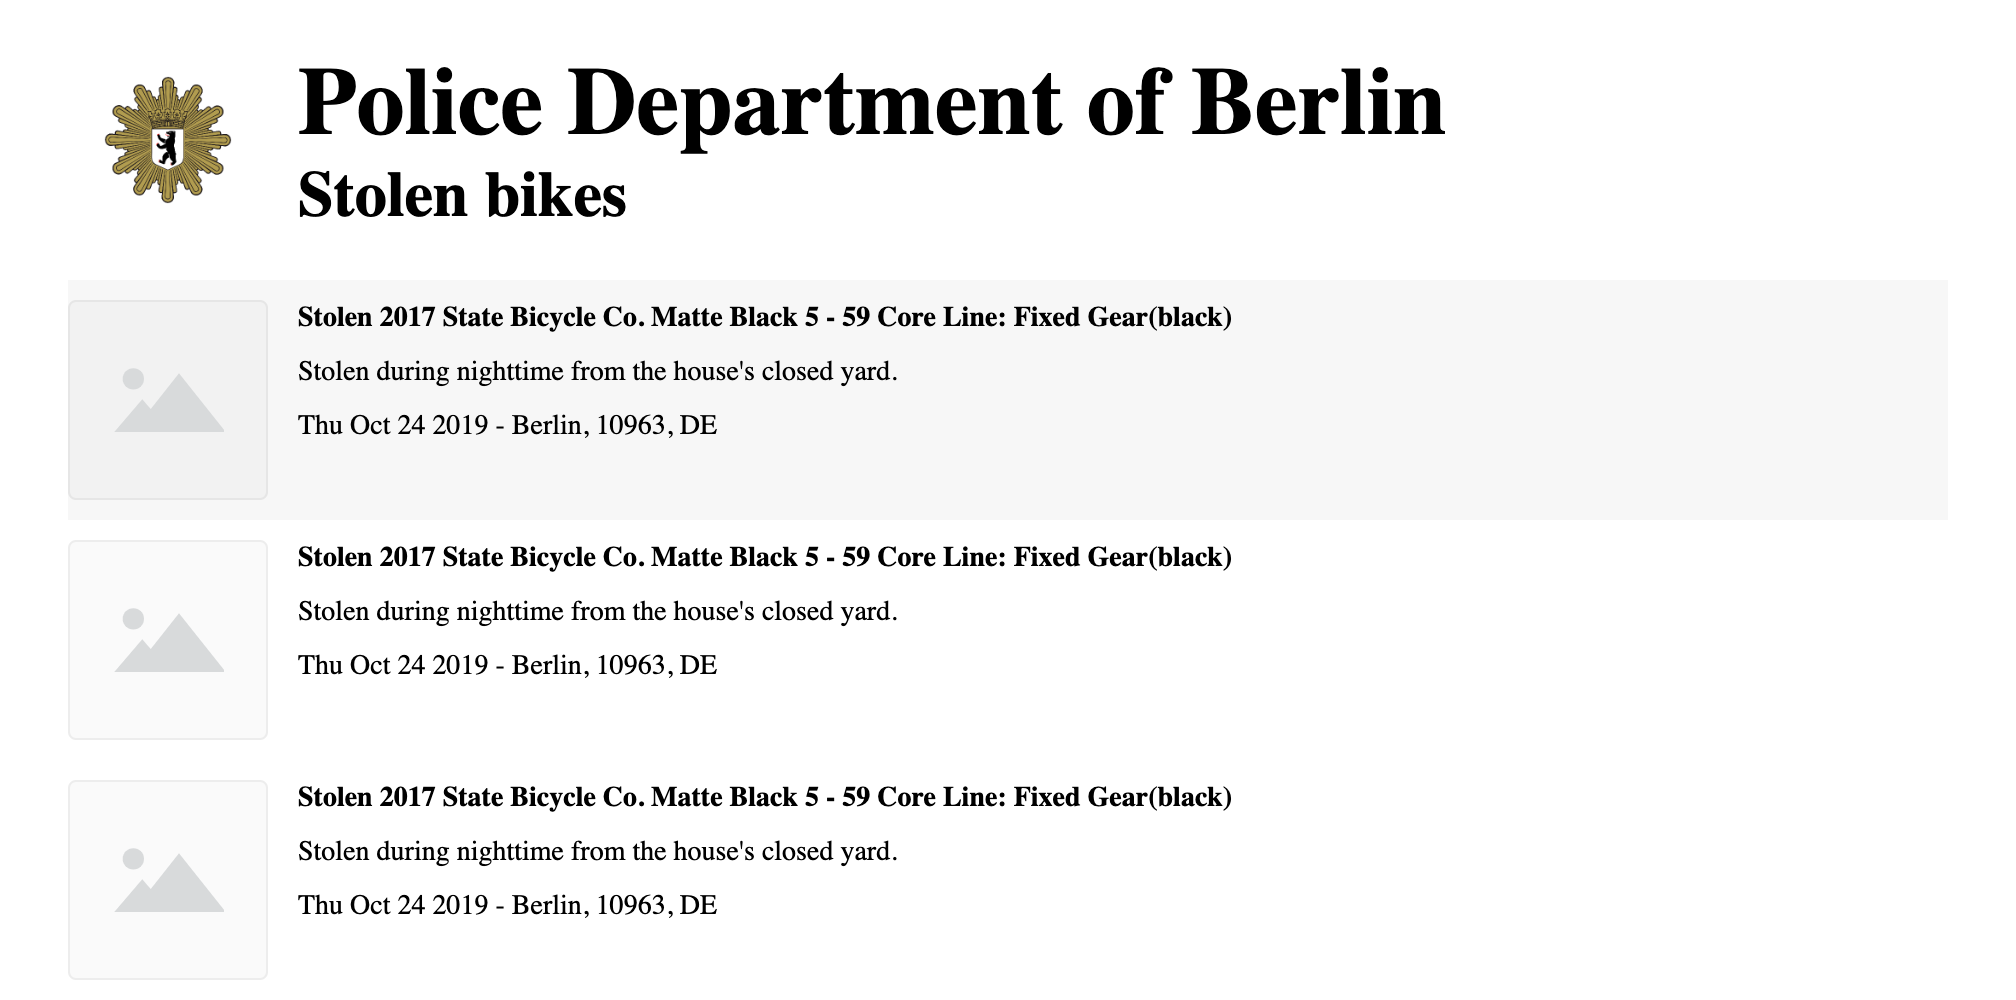 Police Department of Berlin
Stolen bikes
Stolen 2017 State Bicycle Co. Matte Black 5 - 59 Core Line: Fixed Gear(black)
Stolen during nighttime from the house's closed yard.
Thu Oct 24 2019 - Berlin, 10963, DE
Stolen 2017 State Bicycle Co. Matte Black 5 - 59 Core Line: Fixed Gear(black)
Stolen during nighttime from the house's closed yard.
Thu Oct 24 2019 - Berlin, 10963, DE
Stolen 2017 State Bicycle Co. Matte Black 5 - 59 Core Line: Fixed Gear(black)
Stolen during nighttime from the house's closed yard.
Thu Oct 24 2019 - Berlin, 10963, DE